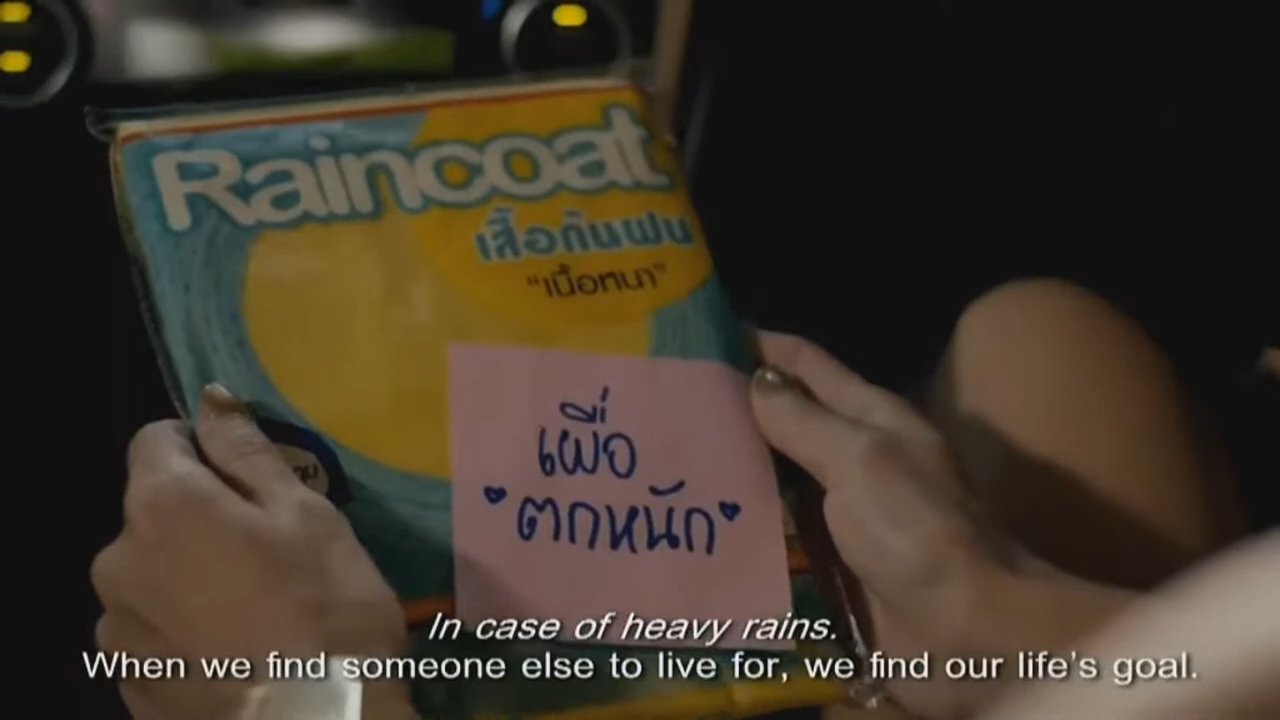 Raincoat
เสื้อกันฝน
“เนื้อหนา”
เผื่อ
ตกหนัก
In case of heavy rains.
When we find someone else to live for, we find our life's goal.